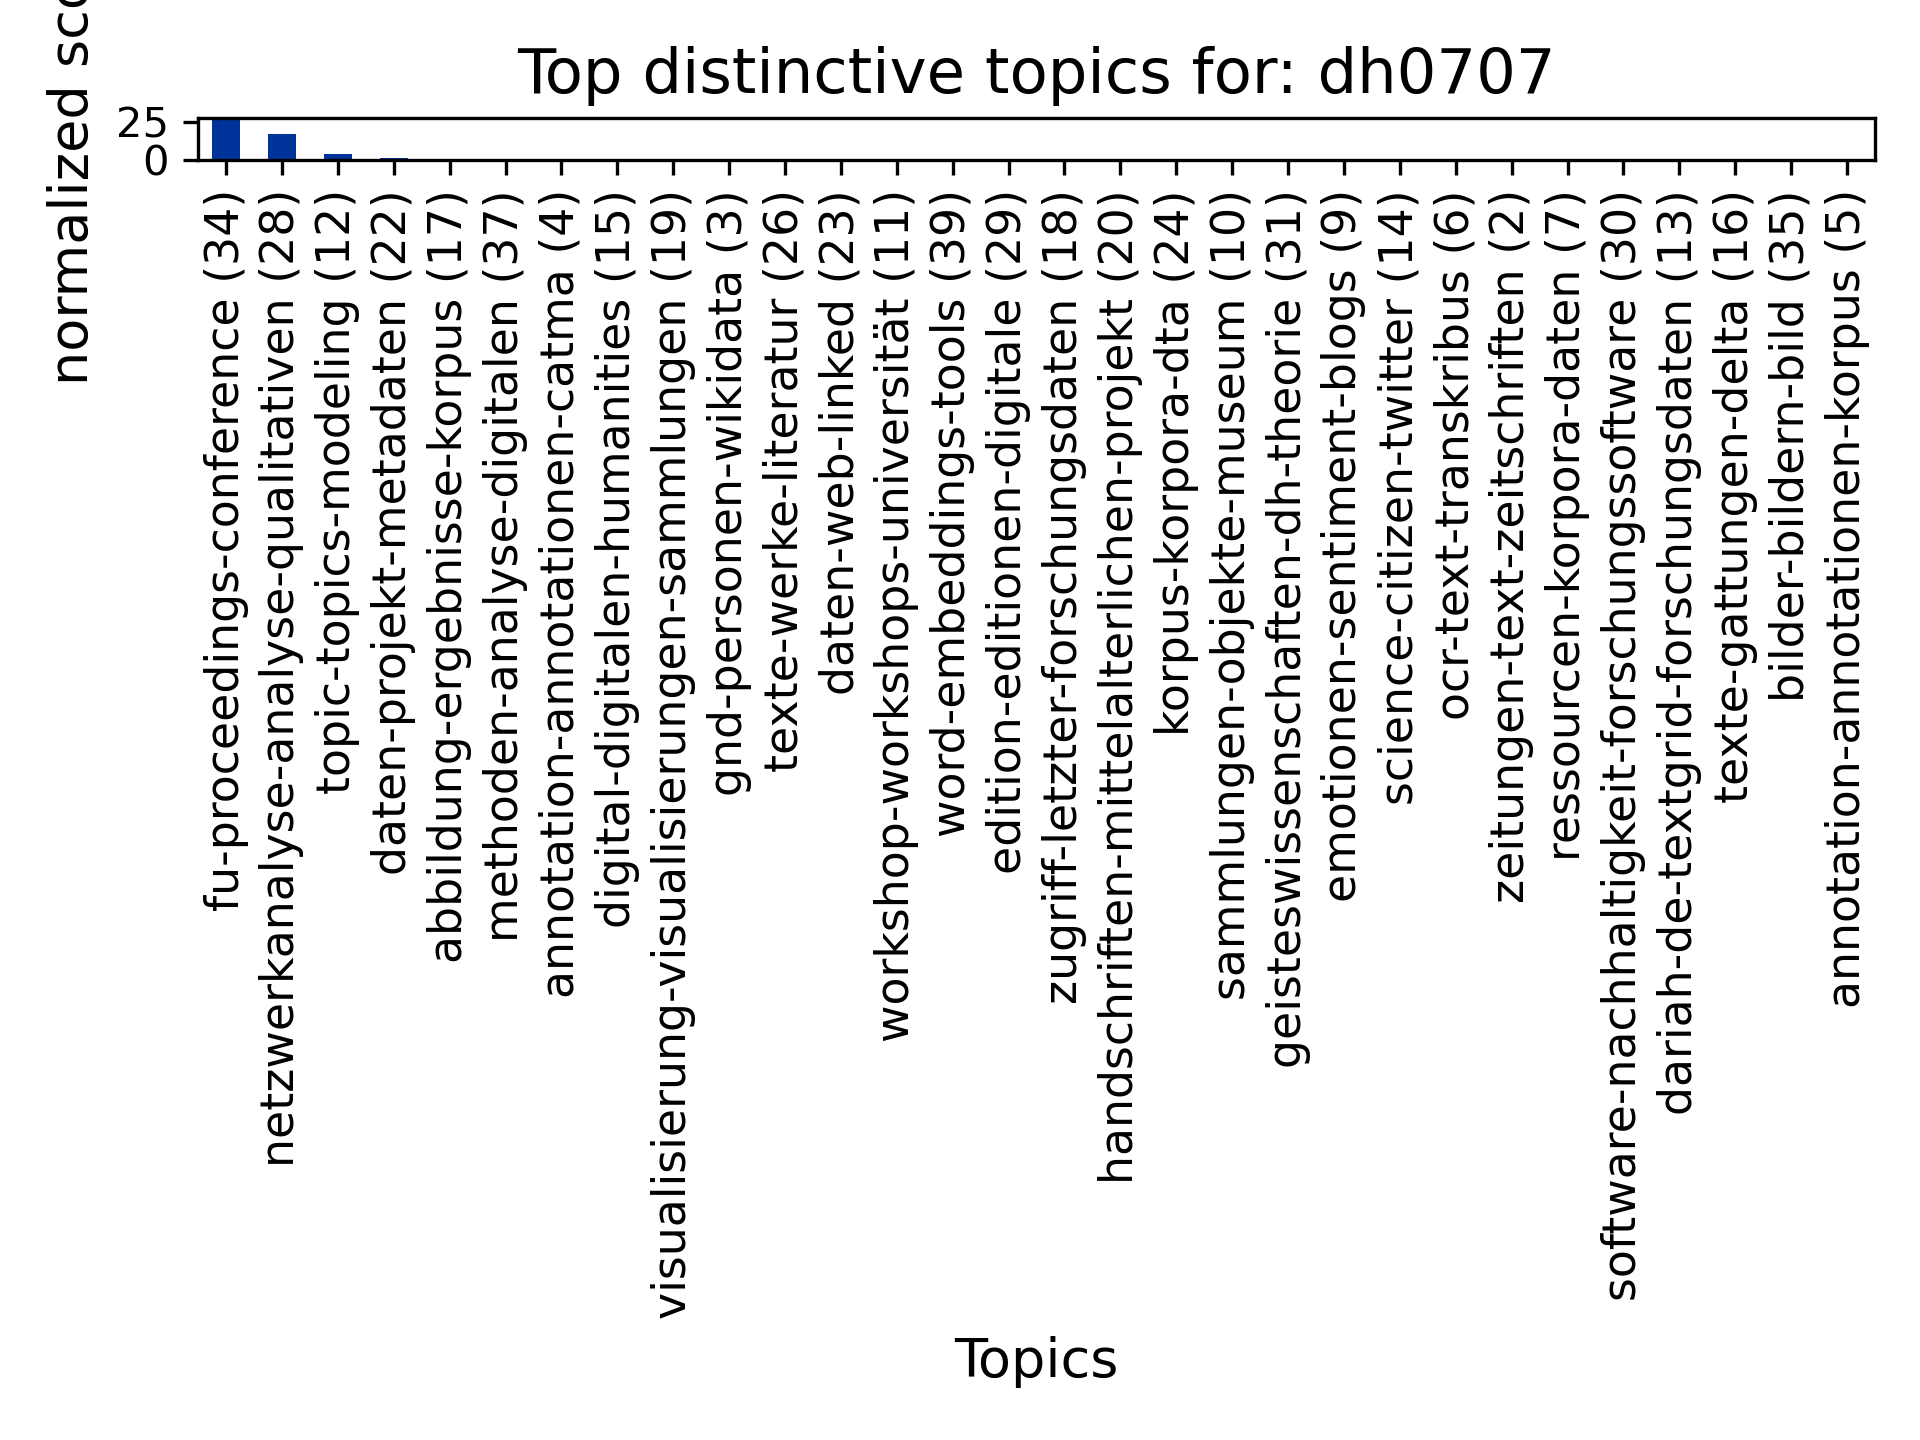 Top distinctive topics for: dh0707
normalized
25
0
fu-proceedings-conference (34)
netzwerkanalyse-analyse-qualitativen (28)
topic-topics-modeling (12)
daten-projekt-metadaten (22)
abbildung-ergebnisse-korpus (17)
methoden-analyse-digitalen (37)
annotation-annotationen-catma (4)
digital-digitalen-humanities (15)
visualisierung-visualisierungen-sammlungen (19)
gnd-personen-wikidata (3)
texte-werke-literatur (26)
daten-web-linked (23)
workshop-workshops-universität (11)
word-embeddings-tools (39)
edition-editionen-digitale (29)
zugriff-letzter-forschungsdaten (18)
handschriften-mittelalterlichen-projekt (20)
korpus-korpora-dta (24)
sammlungen-objekte-museum (10)
geisteswissenschaften-dh-theorie (31)
emotionen-sentiment-blogs (9)
science-citizen-twitter (14)
ocr-text-transkribus (6)
zeitungen-text-zeitschriften (2)
ressourcen-korpora-daten (7)
software-nachhaltigkeit-forschungssoftware (30)
dariah-de-textgrid-forschungsdaten (13)
texte-gattungen-delta (16)
bilder-bildern-bild (35)
annotation-annotationen-korpus (5)
Topics